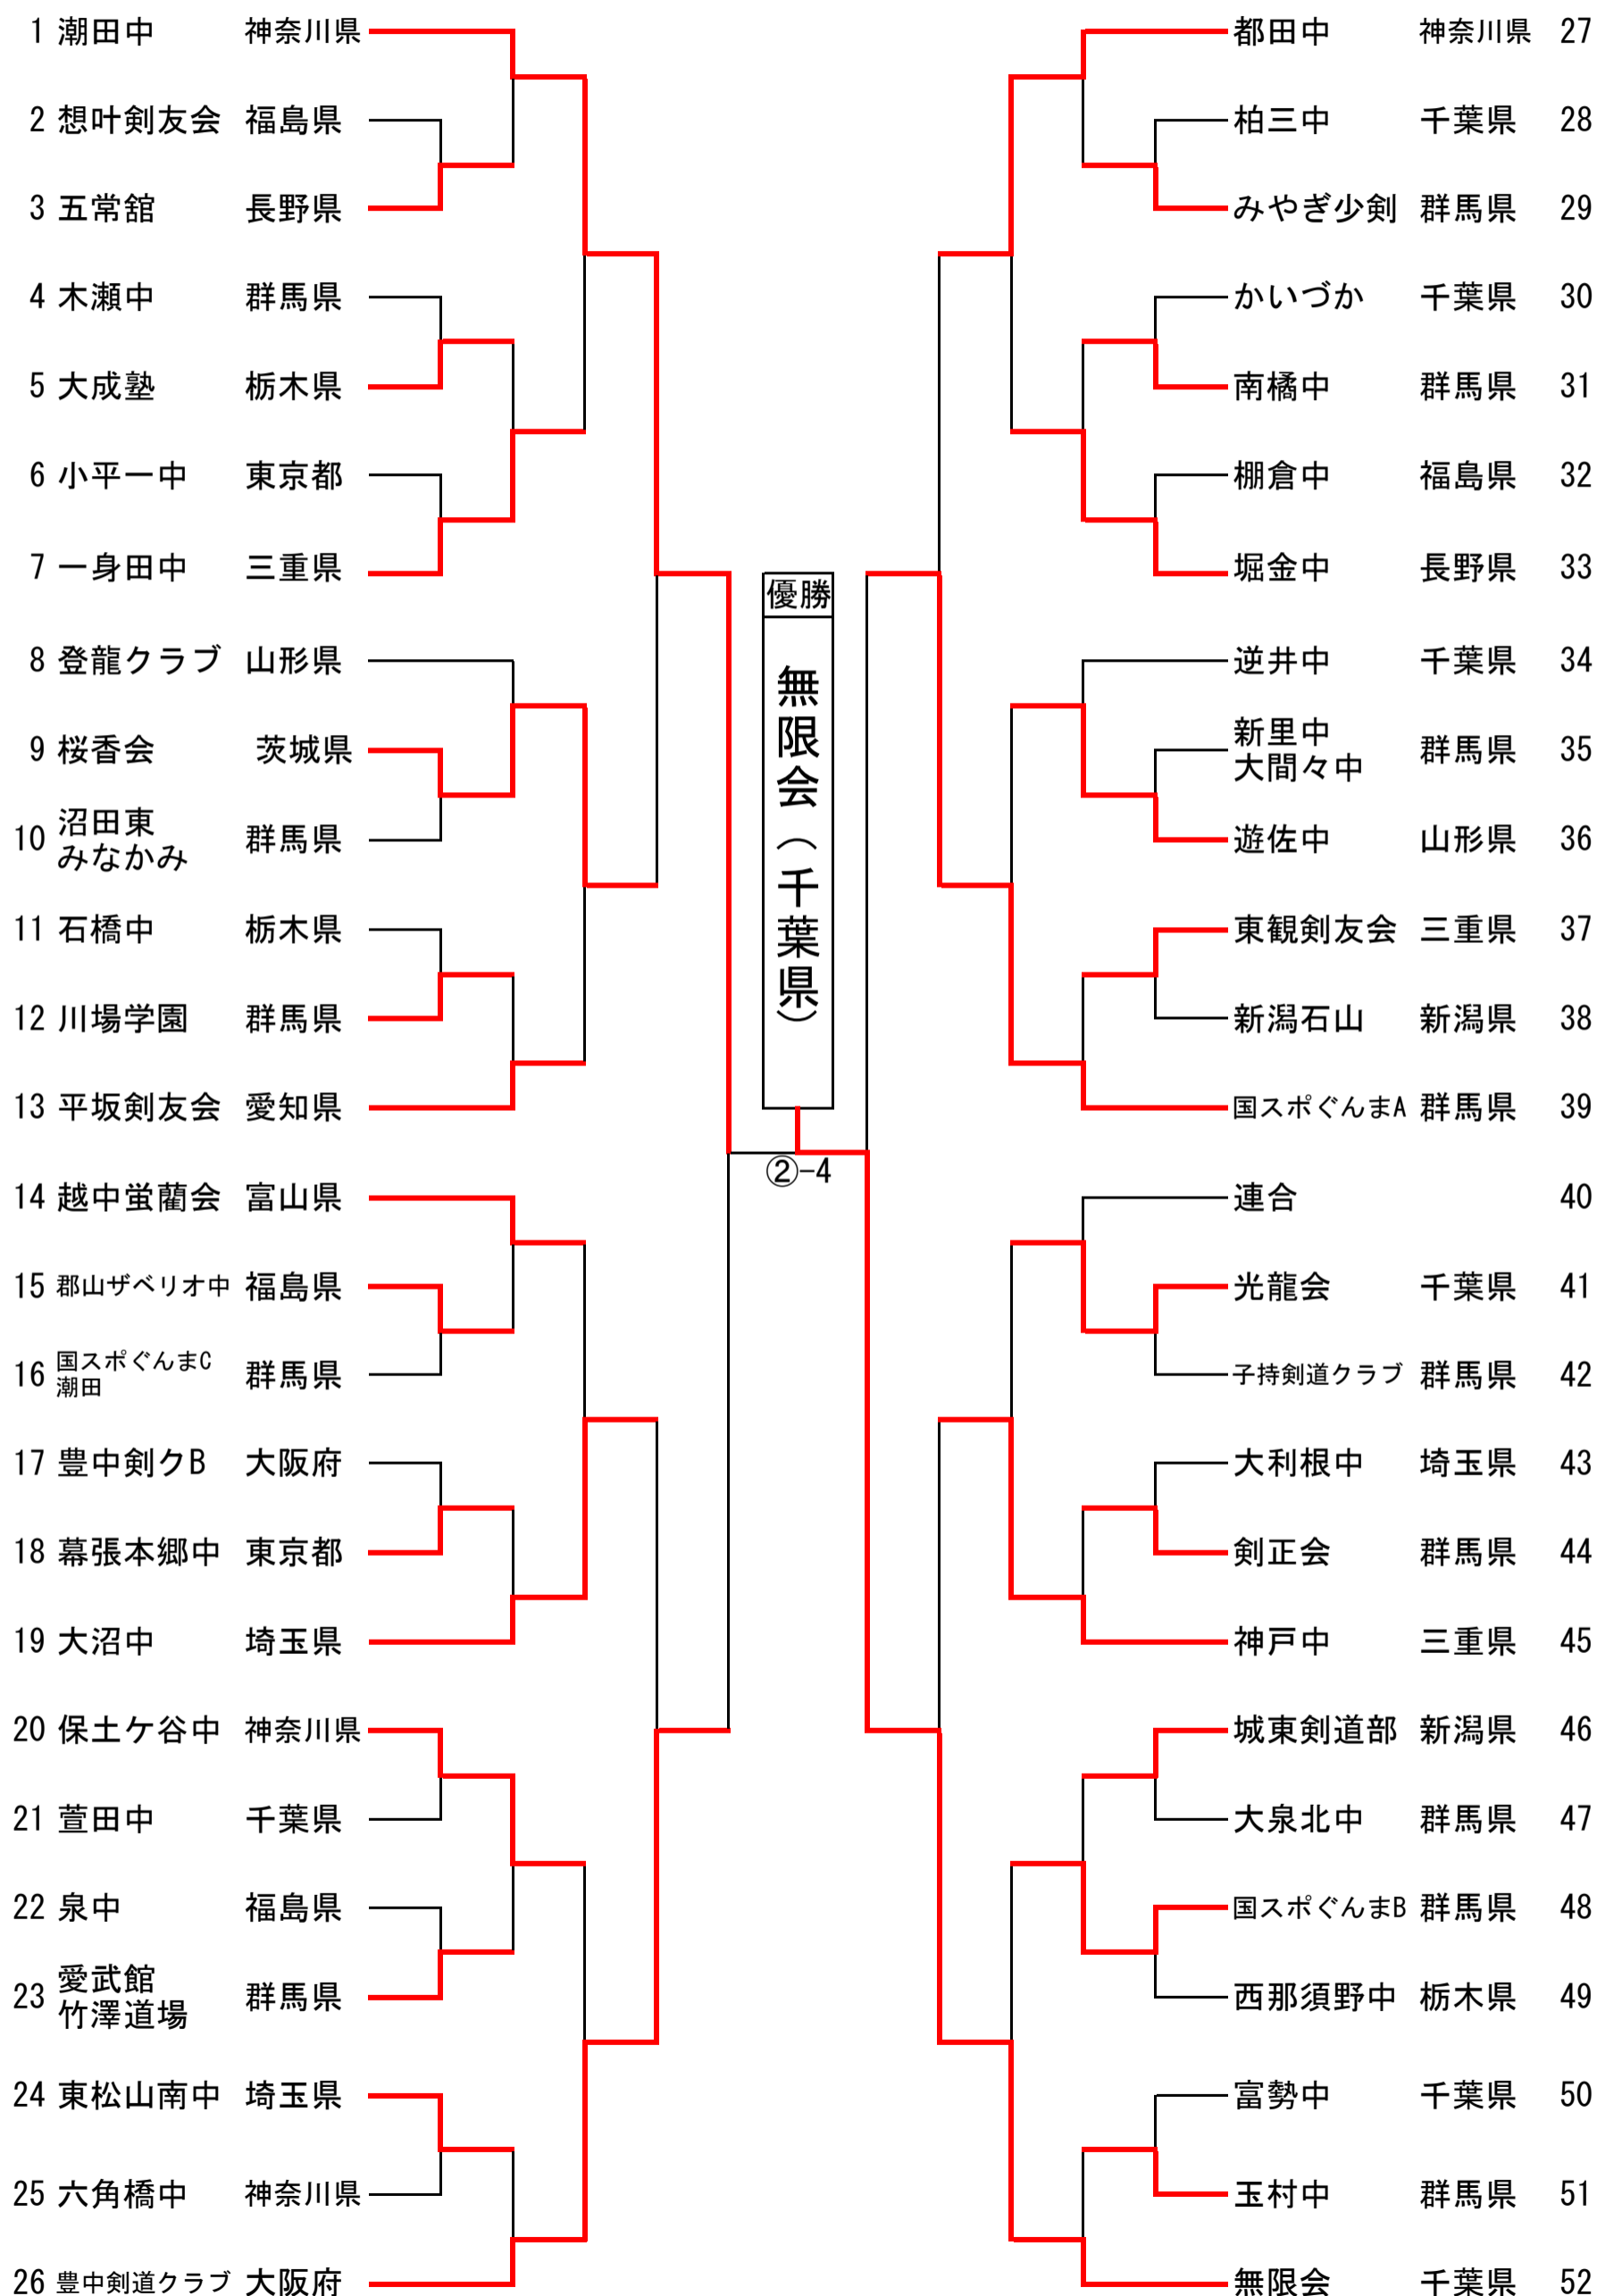 1 潮田中 神奈川県
2 想叶剣友会 福島県
3 五常舘 長野県
4 木瀬中 群馬県
5 大成塾 栃木県
6 小平一中 東京都
7 一身田中 三重県
8 登龍クラブ 山形県
9 桜香会 茨城県
10 沼田東
みなかみ 群馬県
11 石橋中 栃木県
12 川場学園 群馬県
13 平坂剣友会 愛知県
14 越中蛍藺会 富山県
15 郡山ザベリオ中 福島県
16 国スポぐんまC
潮田 群馬県
17 豊中剣クB 大阪府
18 幕張本郷中 東京都
19 大沼中 埼玉県
20 保土ケ谷中 神奈川県
21 萱田中 千葉県
22 泉中 福島県
23 愛武館
竹澤道場 群馬県
24 東松山南中 埼玉県
25 六角橋中 神奈川県
26 豊中剣道クラブ 大阪府
優勝
無限会(千葉県)
②-4
都田中 神奈川県 27
柏三中 千葉県 28
みやぎ少剣 群馬県 29
かいづか 千葉県 30
南橘中 群馬県 31
棚倉中 福島県 32
堀金中 長野県 33
逆井中 千葉県 34
新里中
大間々中 群馬県 35
遊佐中 山形県 36
東観剣友会 三重県 37
新潟石山 新潟県 38
国スポぐんまA 群馬県 39
連合 40
光龍会 千葉県 41
子持剣道クラブ 群馬県 42
大利根中 埼玉県 43
剣正会 群馬県 44
神戸中 三重県 45
城東剣道部 新潟県 46
大泉北中 群馬県 47
国スポぐんまB 群馬県 48
西那須野中 栃木県 49
富勢中 千葉県 50
玉村中 群馬県 51
無限会 千葉県 52